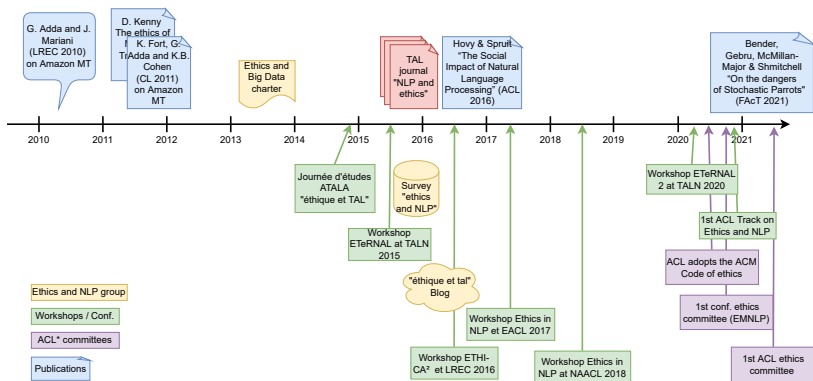 G. Adda and J.
Mariani
(LREC 2010)
on Amazon MT
D. Kenny
The ethics of
K. Fort, G.
Adda and K.B.
Cohen
(CL 2011)
on Amazon
MT
Ethics and
Big Data
charter
TAL
journal
"NLP and
ethics"
Hovy & Spruit
"The Social
Impact of Natural
Language
Processing" (ACL
2016)
Bender,
Gebru, McMillan-
Major & Shmitchell
"On the dangers
of Stochastic Parrots"
(FAcT 2021)
2010 2011 2012 2013 2014 2015 2016 2017 2018 2019 2020 2021
Journée d'études
ATALA
"éthique et TAL"
Survey
"ethics
and NLP"
Workshop ETeRNAL
2 at TALN 2020
Workshop
ETeRNAL at TALN
2015
1st ACL Track on
Ethics and NLP
ACL adopts the ACM
Code of ethics
"éthique et tal"
Blog
Ethics and NLP group
Workshops / Conf.
ACL* committees
Publications
1st conf. ethics
committee (EMNLP)
Workshop Ethics in
NLP et EACL 2017
Workshop ETHI-
CA² et LREC 2016
Workshop Ethics in
NLP at NAACL 2018
1st ACL ethics
committee